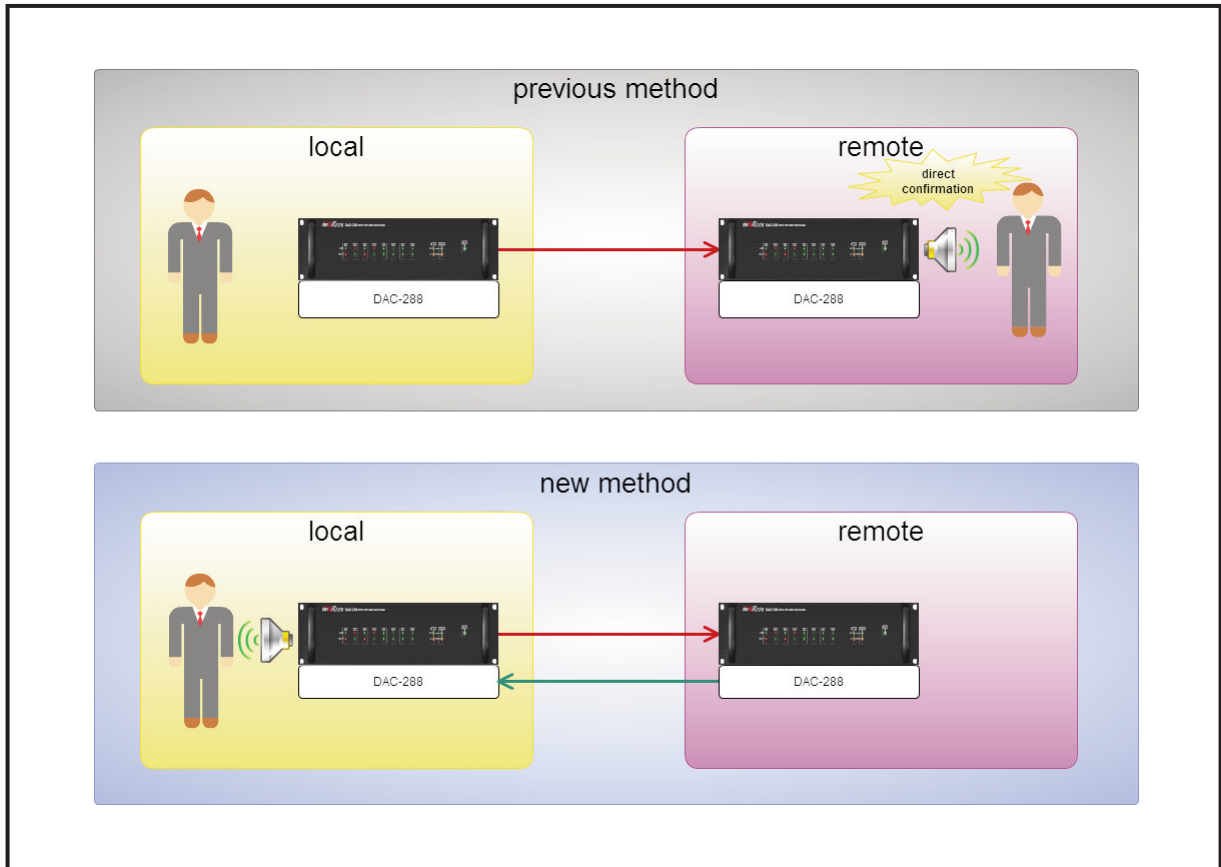 previous method
local
remote
direct
confirmation
DAC-288
DAC-288
new method
local
remote
DAC-288
DAC-288